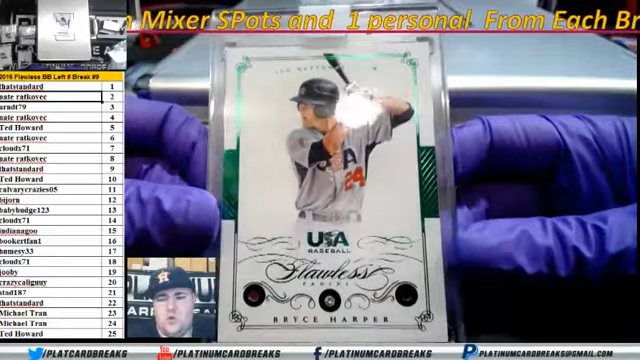 Mixer SPots and 1 personal From Each Br
2016 Flawless BB Left # Break #9
thatstandard 1
nate ratkovec 2
arndt79 3
nate ratkovec 4
Ted Howard 5
nate ratkovec 6
cloudx71 7
nate ratkovec 8
thatstandard 9
Ted Howard 10
calvarycrazies05 11
bijorn 12
babybudge123 13
cloudx71 14
indianagoo 15
bookertfan1 16
humesy33 17
cloudx71 18
jooby 19
crazycaliguy 20
stad187 21
thatstandard 22
Michael Tran 23
Michael Tran 24
Ted Howard 25
USA
24
USA
BASEBALL
Flawless
PANINI
BRYCE HARPER
/PLATCARDBREAKS
/PLATINUMCARDBREAKS
/PLATINUMCARDBREAKS
PLATINUMCARDBREAKS@GMAIL.COM